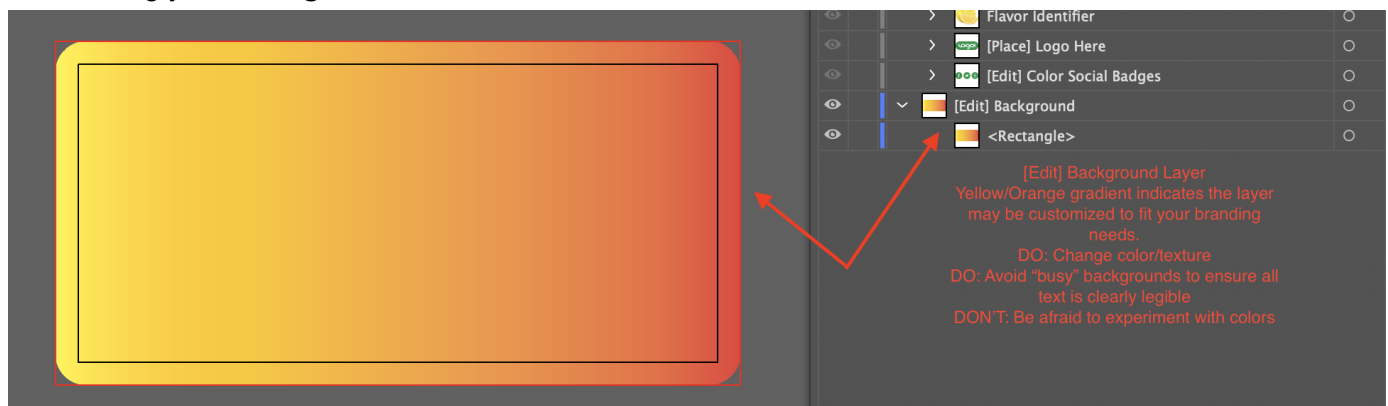 Flavor Identifier
[Place] Logo Here
[Edit] Color Social Badges
[Edit] Background
<Rectangle>
[Edit] Background Layer
Yellow/Orange gradient indicates the layer
may be customized to fit your branding
needs.
DO: Change color/texture
DO: Avoid “busy” backgrounds to ensure all
text is clearly legible
DON’T: Be afraid to experiment with colors